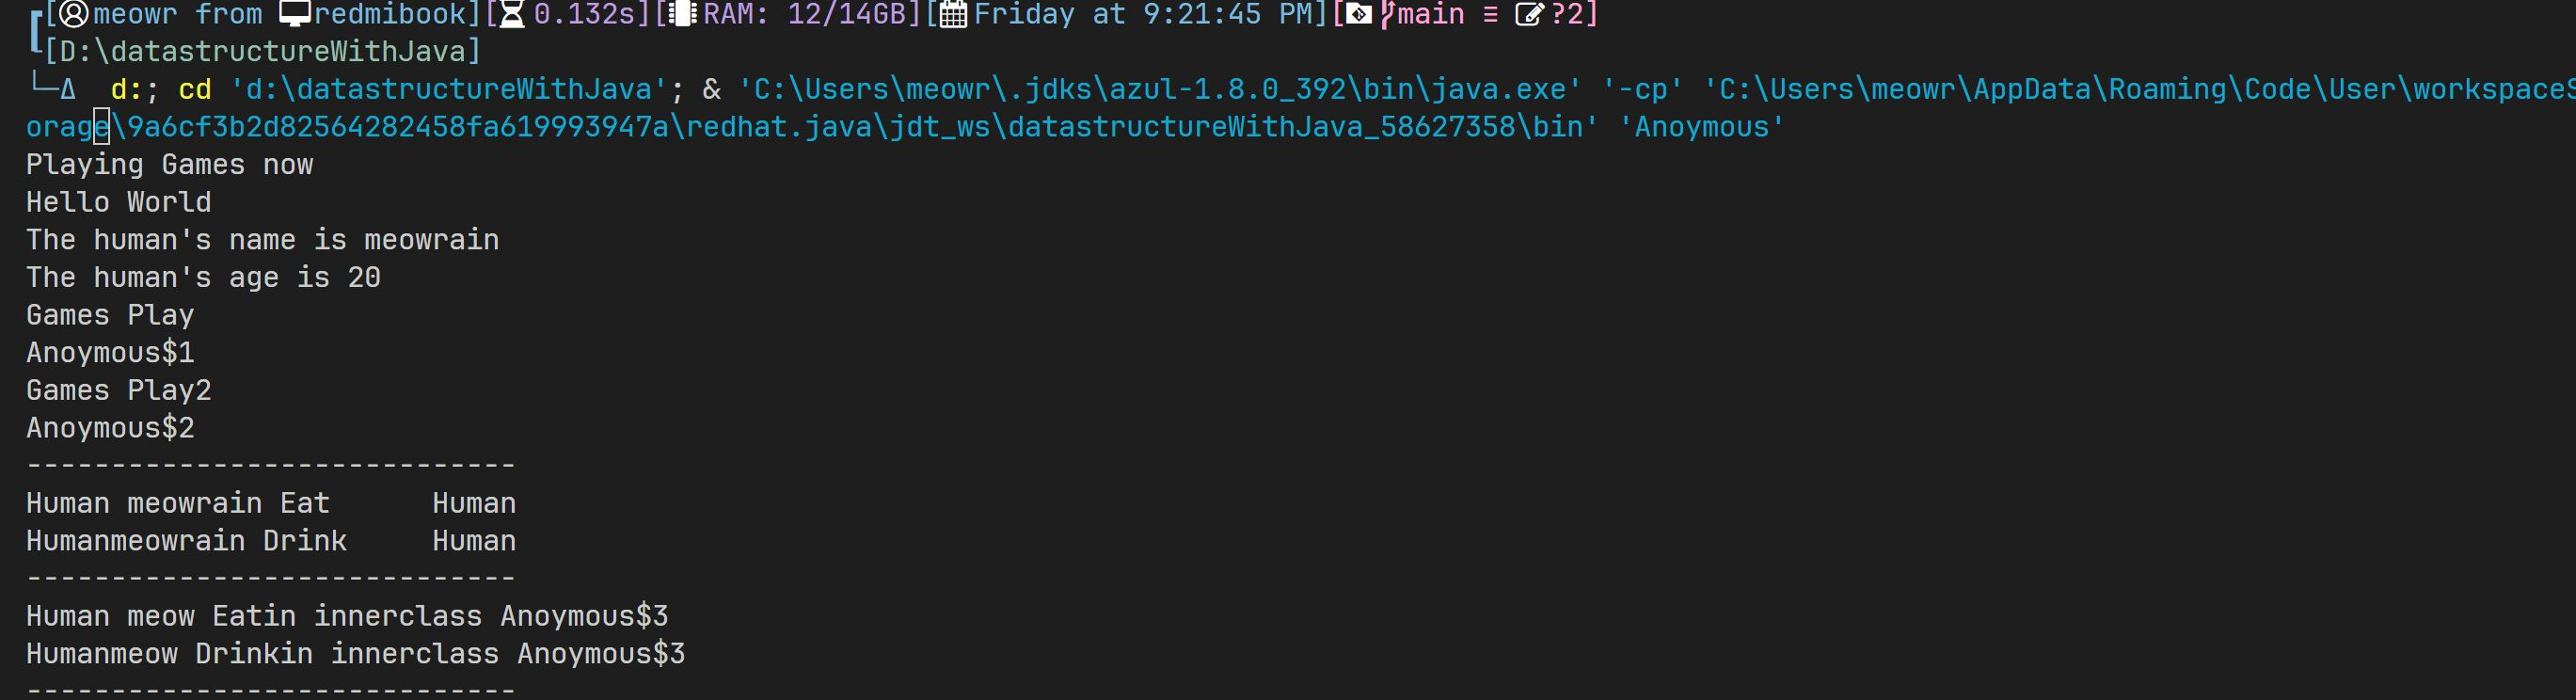 [meowr from redmibook][0.132s][RAM: 12/14GB][Friday at 9:21:45 PM][main ≡ ?2]
[D:\datastructureWithJava]
└─Δ  d:; cd 'd:\datastructureWithJava'; & 'C:\Users\meowr\.jdks\azul-1.8.0_392\bin\java.exe' '-cp' 'C:\Users\meowr\AppData\Roaming\Code\User\workspaceS
orage\9a6cf3b2d82564282458fa619993947a\redhat.java\jdt_ws\datastructureWithJava_58627358\bin' 'Anoymous'
Playing Games now
Hello World
The human's name is meowrain
The human's age is 20
Games Play
Anoymous$1
Games Play2
Anoymous$2
-----------------------------
Human meowrain Eat      Human
Humanmeowrain Drink     Human
-----------------------------
Human meow Eatin innerclass Anoymous$3
Humanmeow Drinkin innerclass Anoymous$3
-----------------------------